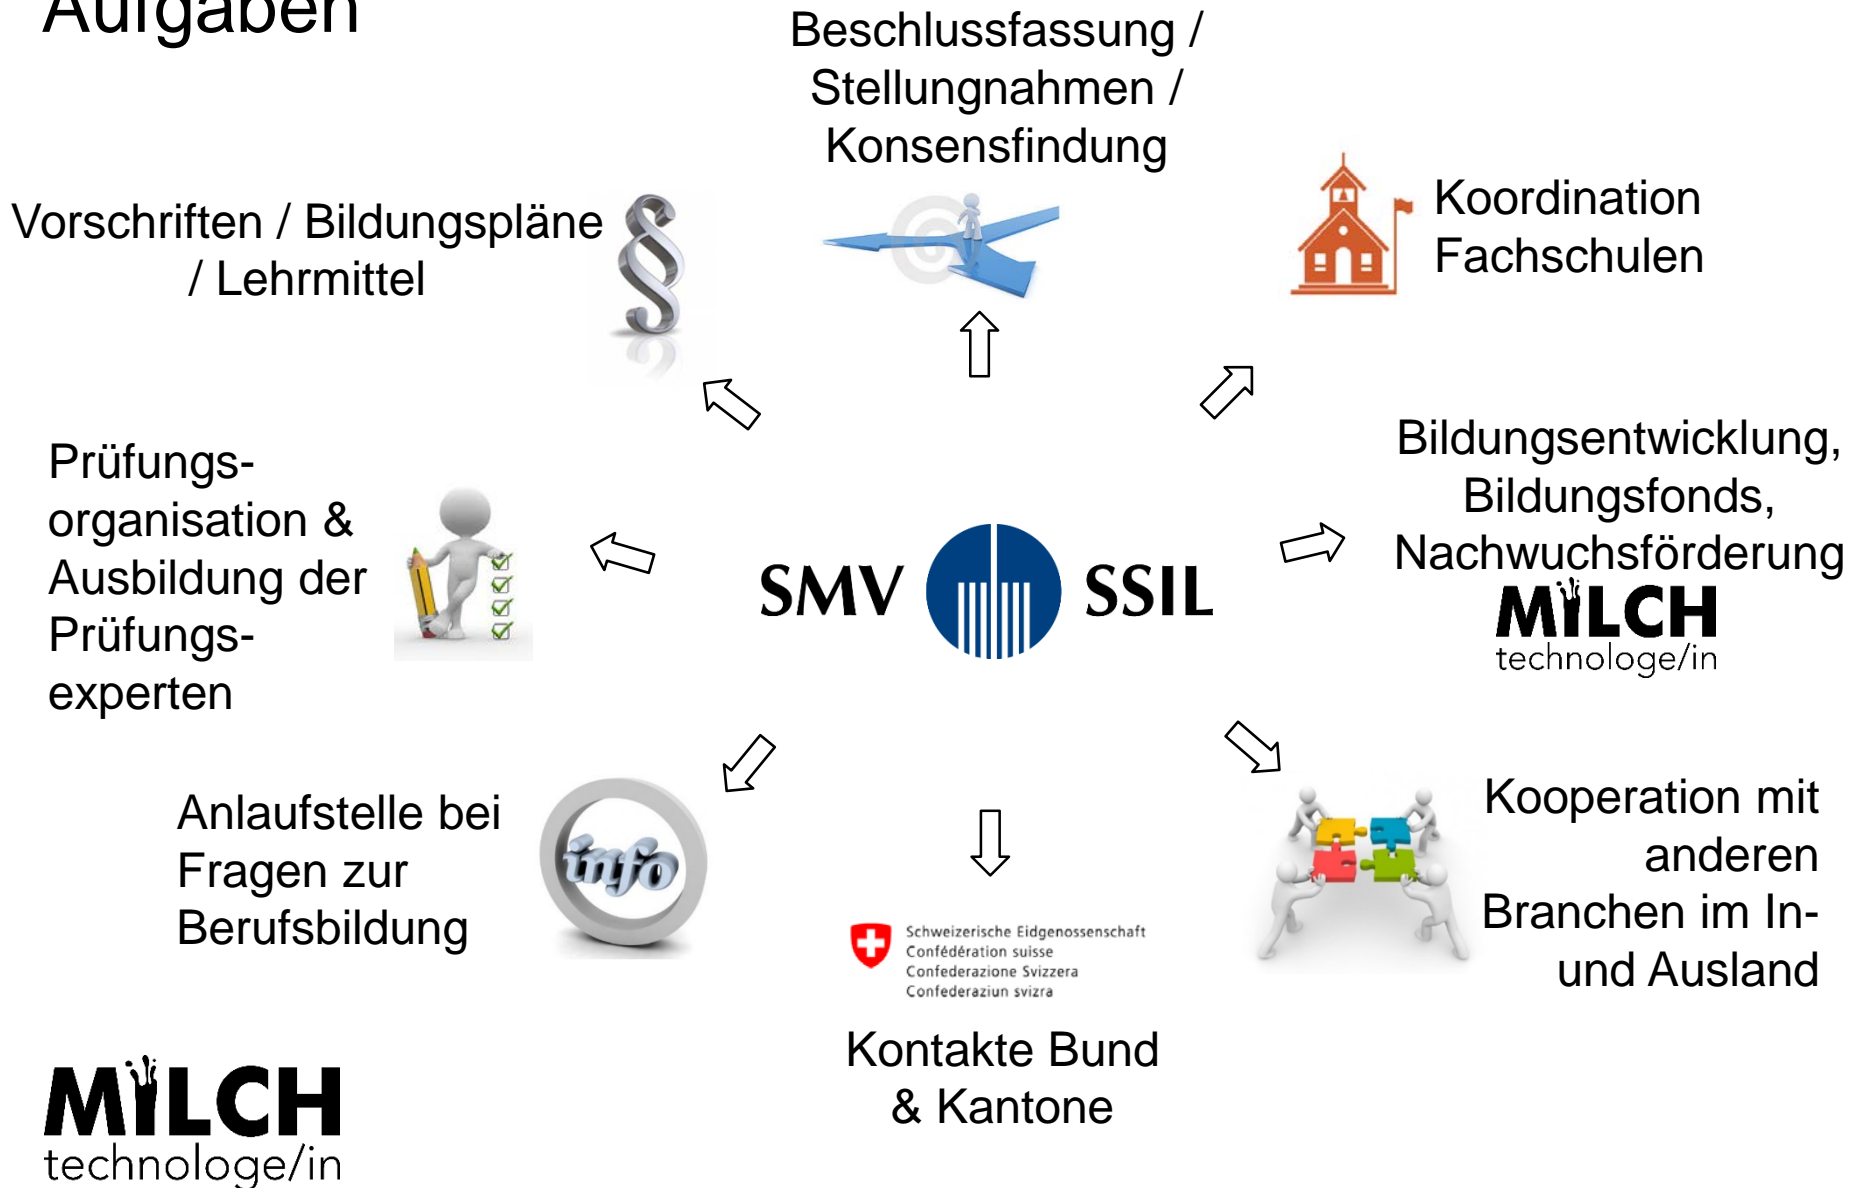 Aufgaben
Beschlussfassung /
Stellungnahmen /
Konsensfindung
Vorschriften / Bildungspläne
/ Lehrmittel
Koordination
Fachschulen
Prüfungs-
organisation &
Ausbildung der
Prüfungs-
experten
SMV SSIL
Bildungsentwicklung,
Bildungsfonds,
Nachwuchsförderung
MILCH
technologe/in
Anlaufstelle bei
Fragen zur
Berufsbildung
info
Schweizerische Eidgenossenschaft
Confédération suisse
Confederazione Svizzera
Confederaziun svizra
Kontakte Bund
& Kantone
Kooperation mit
anderen
Branchen im In-
und Ausland
MILCH
technologe/in